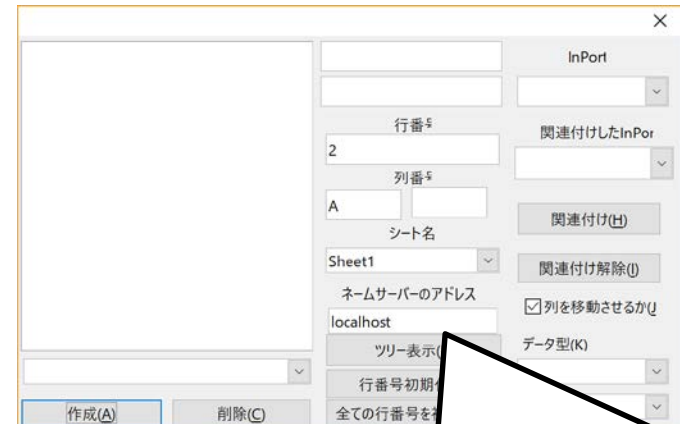 InPort
行番号
2
関連付けしたInPor
列番号
A
関連付け(H)
シート名
Sheet1
関連付け解除(I)
ネームサーバーのアドレス
列を移動させるか(J
localhost
ツリー表示(
データ型(K)
行番号初期
作成(A)
削除(C)
全ての行番号を